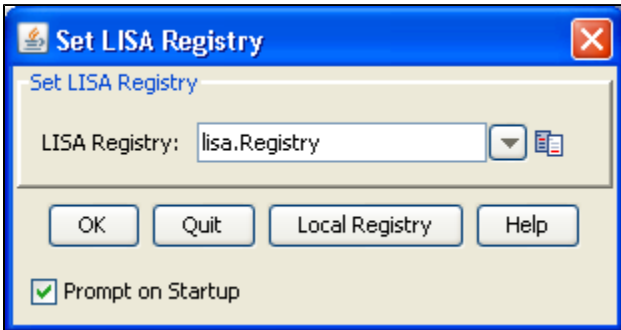 Set LISA Registry
Set LISA Registry
LISA Registry: lisa.Registry
OK Quit Local Registry Help
Prompt on Startup